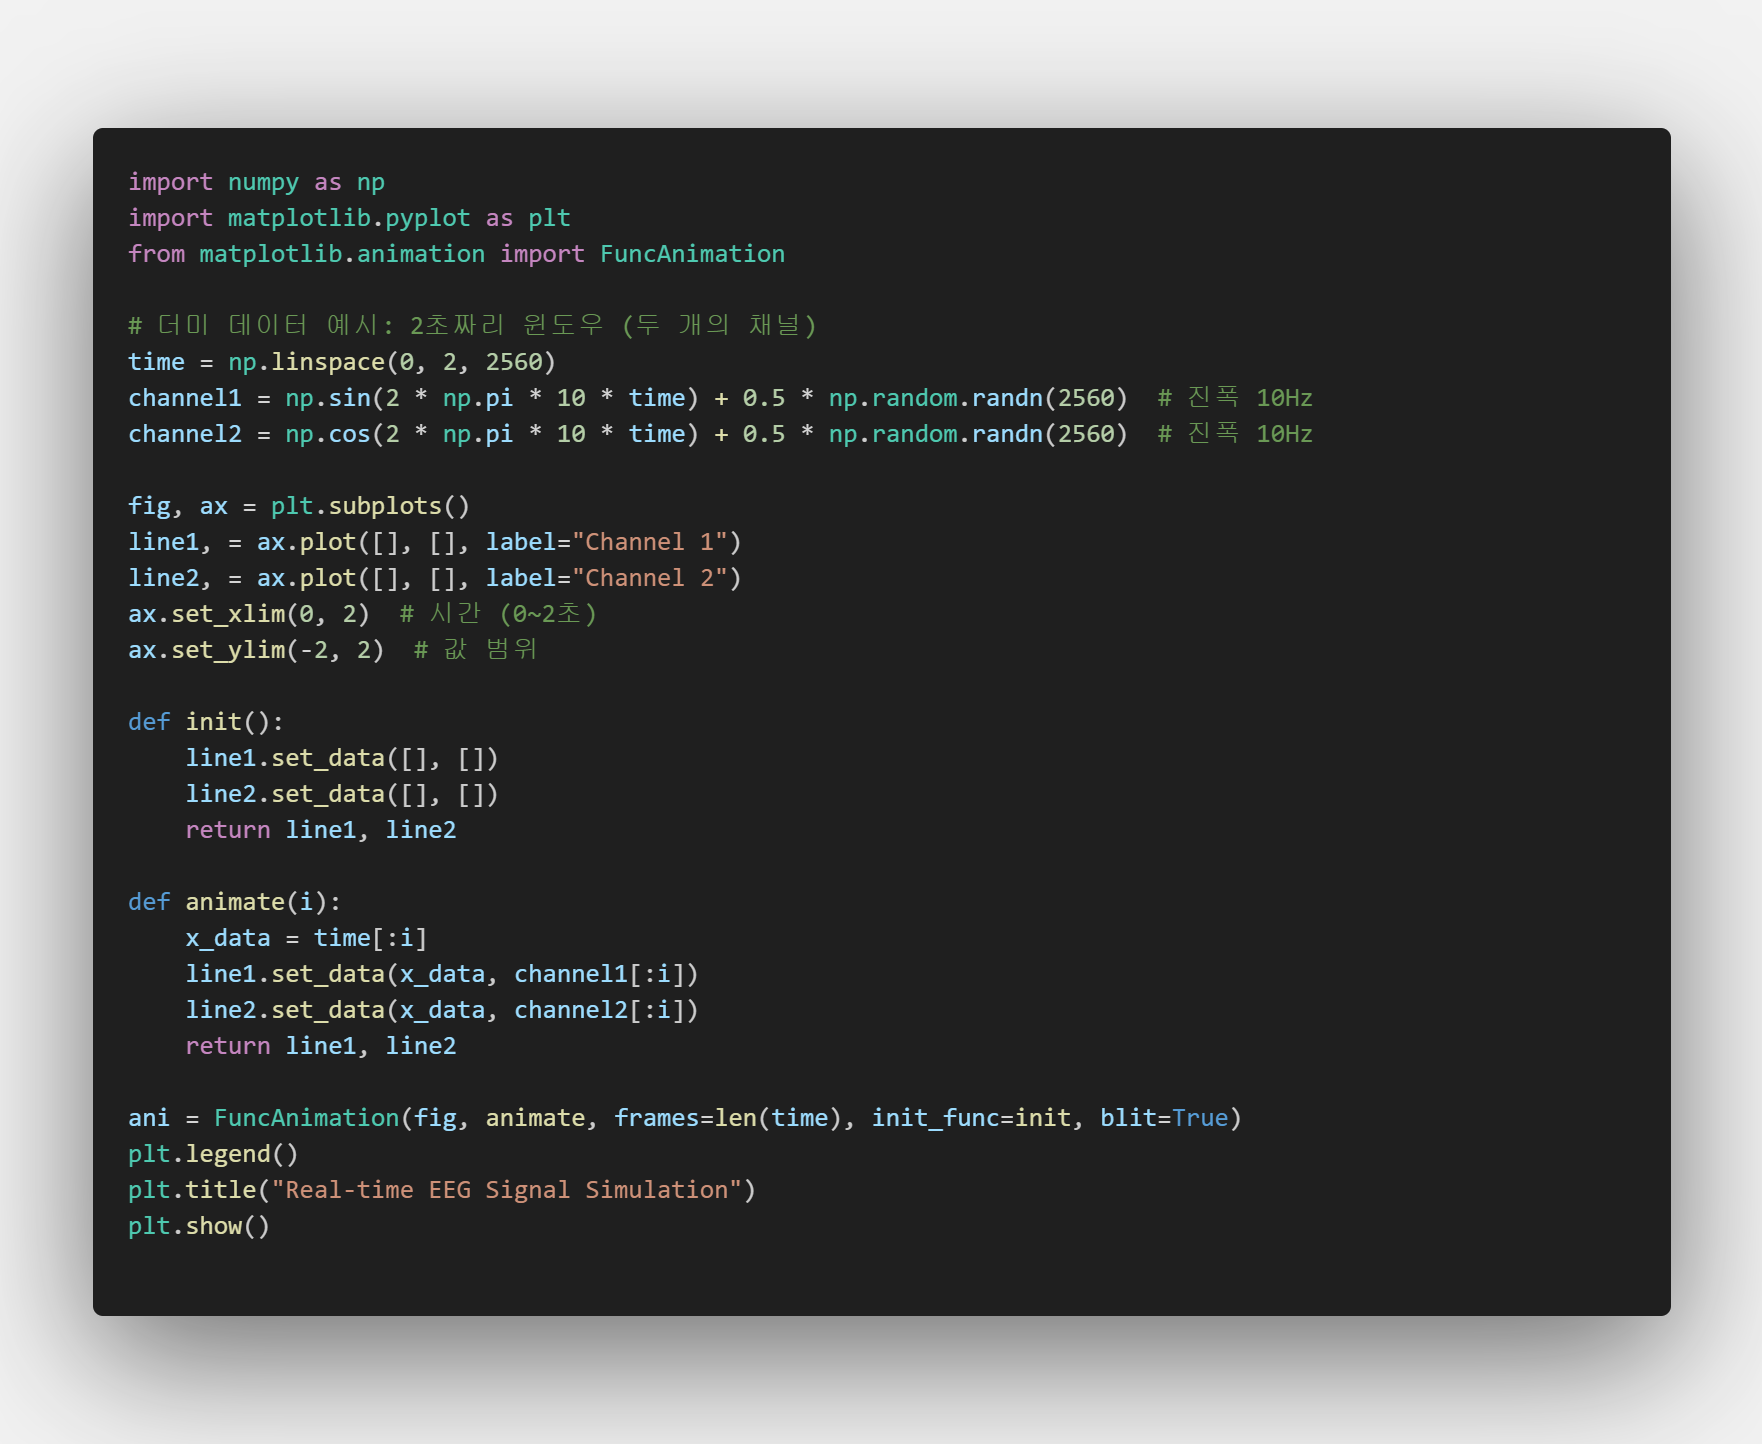 import numpy as np
import matplotlib.pyplot as plt
from matplotlib.animation import FuncAnimation
# 더미 데이터 예시: 2초짜리 윈도우 (두 개의 채널)
time = np.linspace(0, 2, 2560)
channel1 = np.sin(2 * np.pi * 10 * time) + 0.5 * np.random.randn(2560)  # 진폭 10Hz
channel2 = np.cos(2 * np.pi * 10 * time) + 0.5 * np.random.randn(2560)  # 진폭 10Hz
fig, ax = plt.subplots()
line1, = ax.plot([], [], label="Channel 1")
line2, = ax.plot([], [], label="Channel 2")
ax.set_xlim(0, 2)  # 시간 (0~2초)
ax.set_ylim(-2, 2)  # 값 범위
def init():
    line1.set_data([], [])
    line2.set_data([], [])
    return line1, line2
def animate(i):
    x_data = time[:i]
    line1.set_data(x_data, channel1[:i])
    line2.set_data(x_data, channel2[:i])
    return line1, line2
ani = FuncAnimation(fig, animate, frames=len(time), init_func=init, blit=True)
plt.legend()
plt.title("Real-time EEG Signal Simulation")
plt.show()